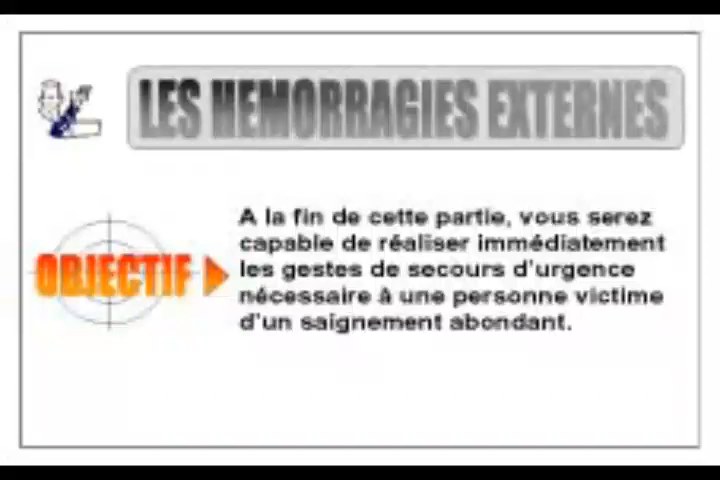 LES HEMORRAGIES EXTERNES
OBJECTIF
A la fin de cette partie, vous serez
capable de réaliser immédiatement
les gestes de secours d'urgence
nécessaire à une personne victime
d'un saignement abondant.